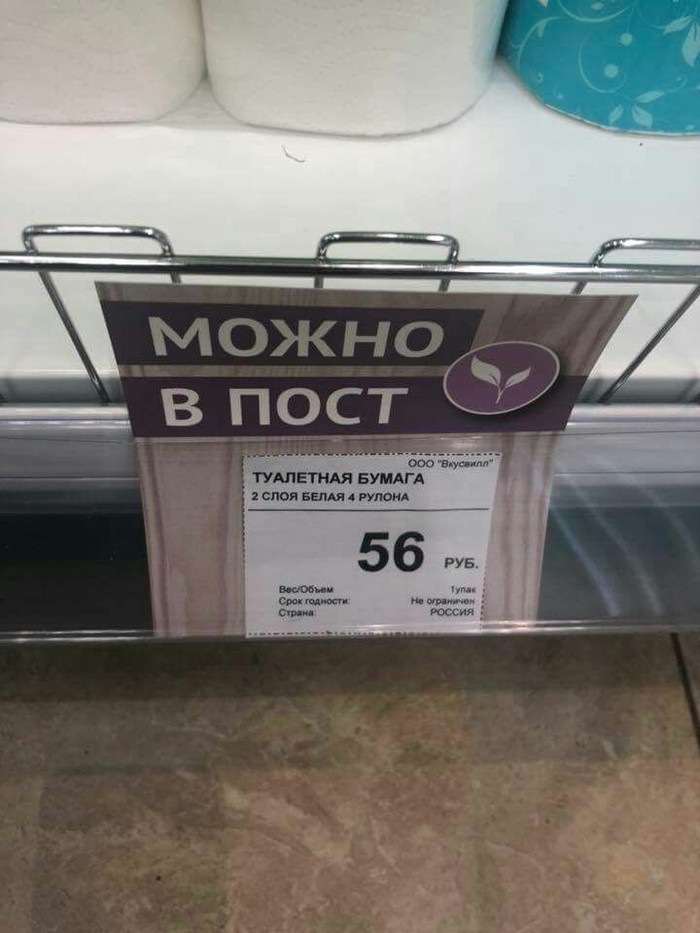 МОЖНО
В ПОСТ
ООО "Вкусвилл"
ТУАЛЕТНАЯ БУМАГА
2 СЛОЯ БЕЛАЯ 4 РУЛОНА
56 РУБ.
Вес/Объем 1упак
Срок годности: Не ограничен
Страна: РОССИЯ